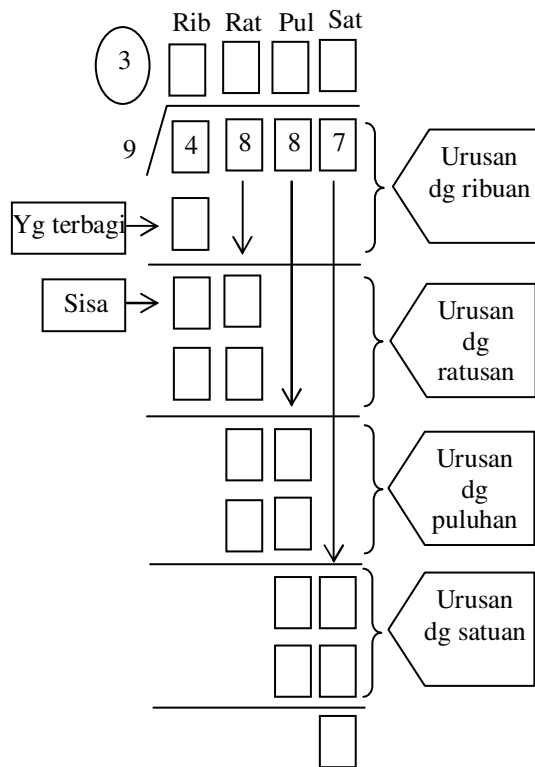 Rib Rat Pul Sat
3
9 4 8 8 7
Urusan
dg ribuan
Yg terbagi
Sisa
Urusan
dg
ratusan
Urusan
dg
puluhan
Urusan
dg satuan